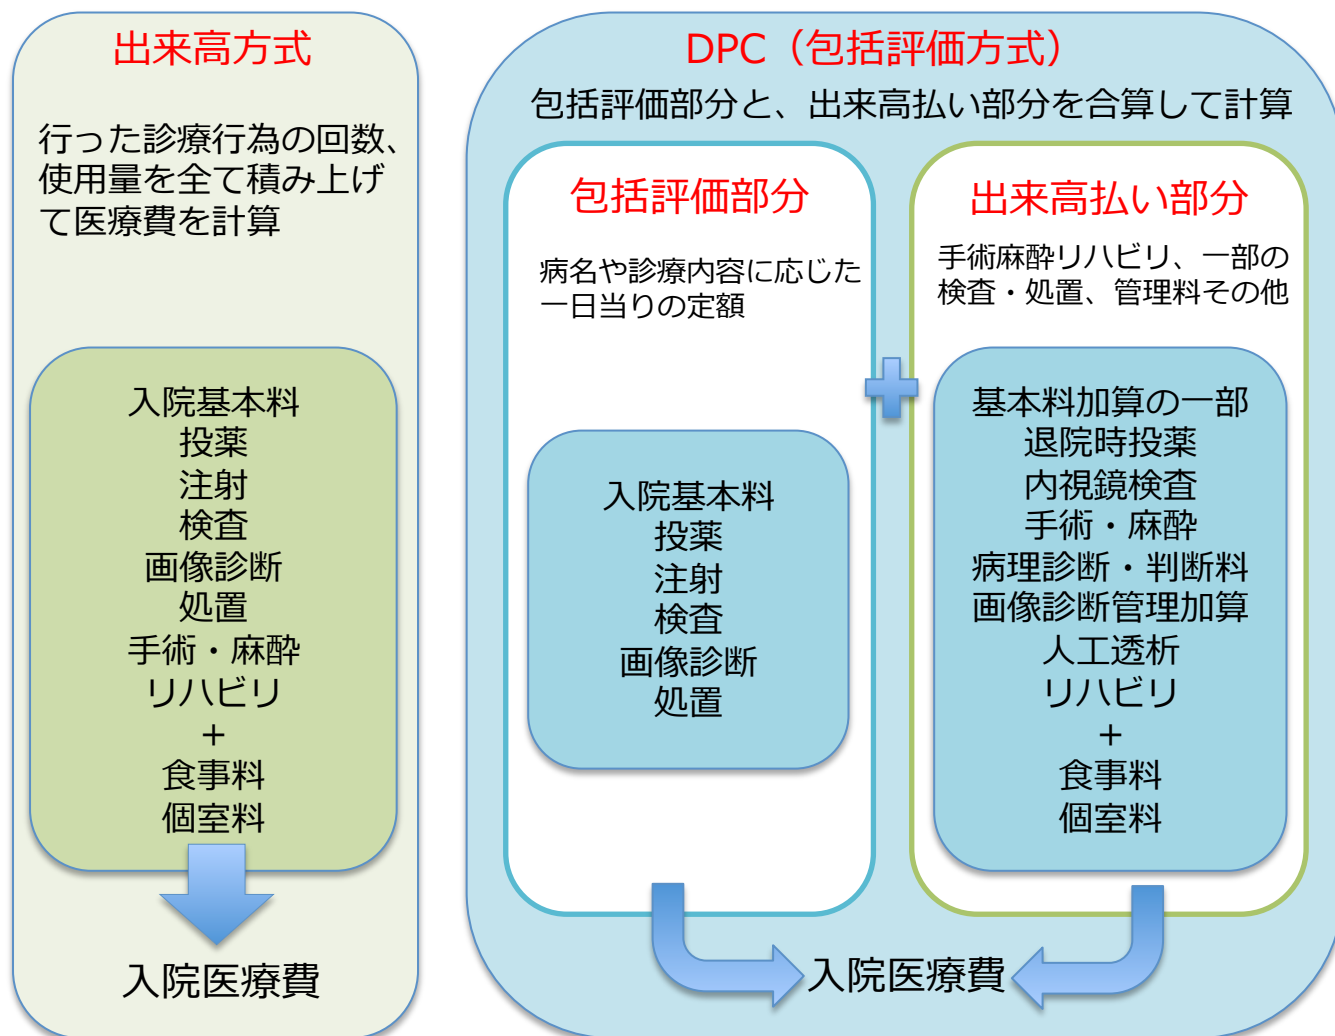 出来高方式
行った診療行為の回数、
使用量を全て積み上げ
て医療費を計算
入院基本料
投薬
注射
検査
画像診断
処置
手術・麻酔
リハビリ
+
食事料
個室料
入院医療費
DPC（包括評価方式）
包括評価部分と、出来高払い部分を合算して計算
包括評価部分
病名や診療内容に応じた
一日当りの定額
入院基本料
投薬
注射
検査
画像診断
処置
出来高払い部分
手術麻酔リハビリ、一部の
検査・処置、管理料その他
基本料加算の一部
退院時投薬
内視鏡検査
手術・麻酔
病理診断・判断料
画像診断管理加算
人工透析
リハビリ
+
食事料
個室料
入院医療費